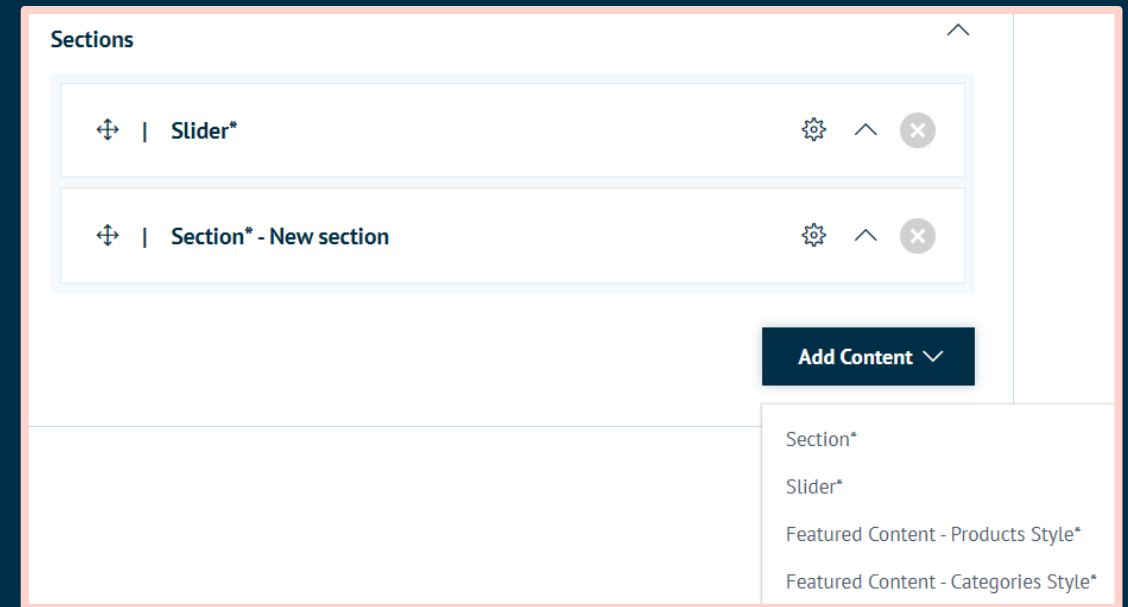 Sections
| Slider*
| Section* - New section
Add Content
Section*
Slider*
Featured Content - Products Style*
Featured Content - Categories Style*